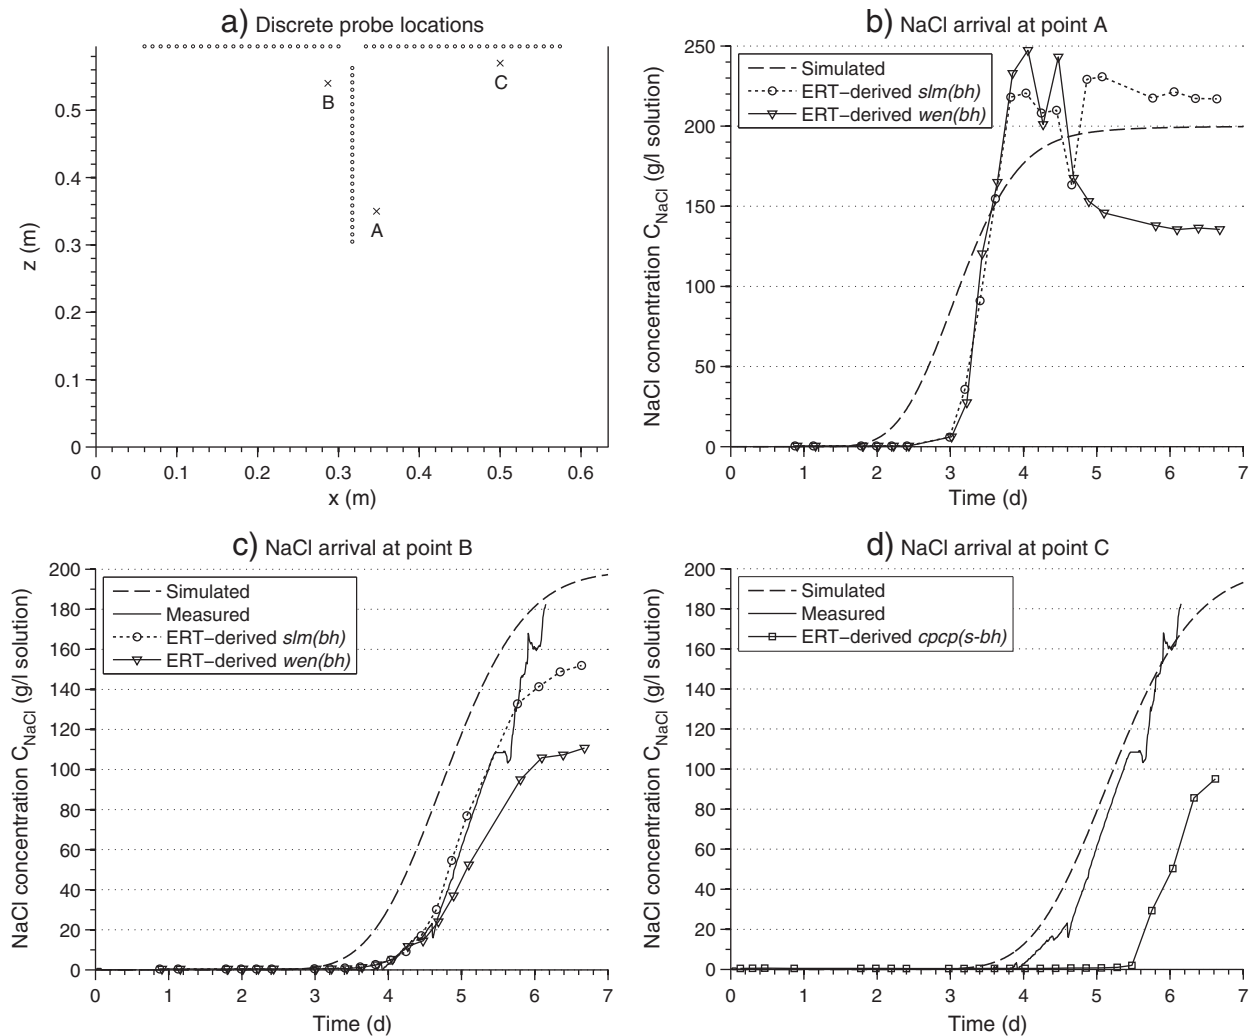 a) Discrete probe locations
z (m)
0.5
0.4
0.3
0.2
0.1
0
B
C
A
0 0.1 0.2 0.3 0.4 0.5 0.6
x (m)
b) NaCl arrival at point A
NaCl concentration C_NaCl (g/l solution)
250
200
150
100
50
0
Simulated
ERT−derived slm(bh)
ERT−derived wen(bh)
0 1 2 3 4 5 6 7
Time (d)
c) NaCl arrival at point B
NaCl concentration C_NaCl (g/l solution)
200
180
160
140
120
100
80
60
40
20
0
Simulated
Measured
ERT−derived slm(bh)
ERT−derived wen(bh)
0 1 2 3 4 5 6 7
Time (d)
d) NaCl arrival at point C
NaCl concentration C_NaCl (g/l solution)
200
180
160
140
120
100
80
60
40
20
0
Simulated
Measured
ERT−derived cpcp(s-bh)
0 1 2 3 4 5 6 7
Time (d)